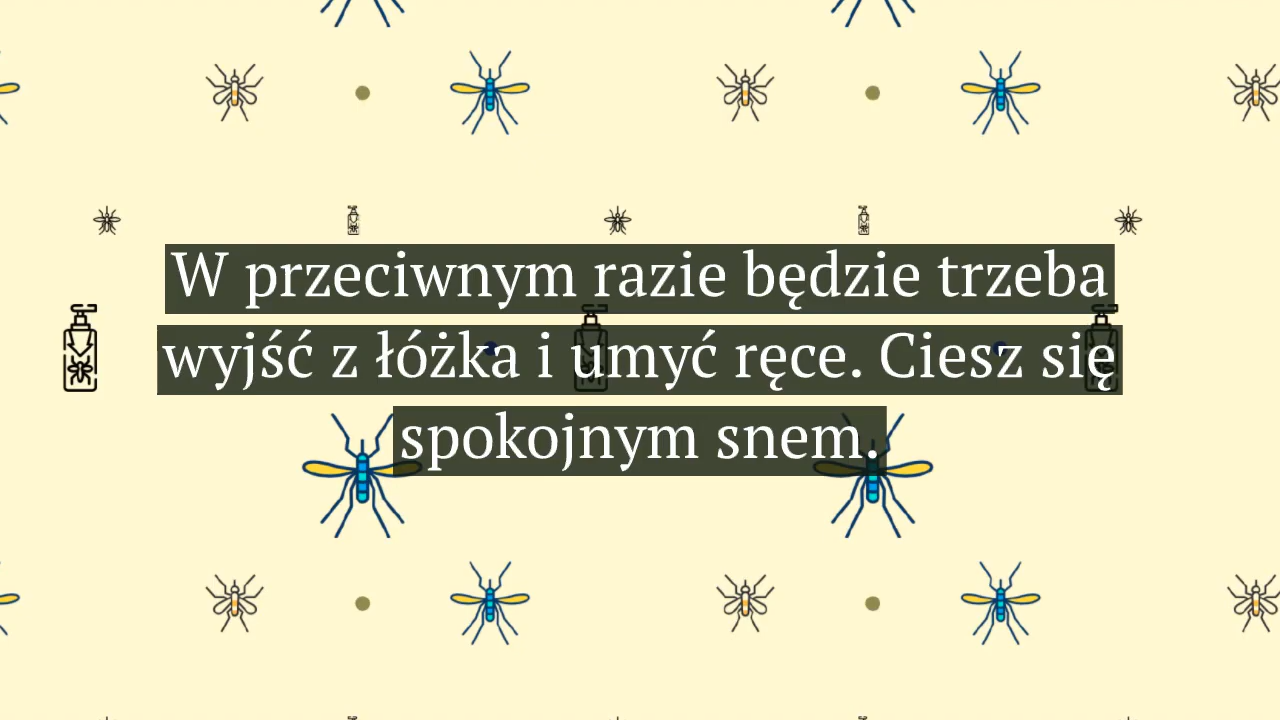 W przeciwnym razie będzie trzeba
wyjść z łóżka i umyć ręce. Ciesz się
spokojnym snem.